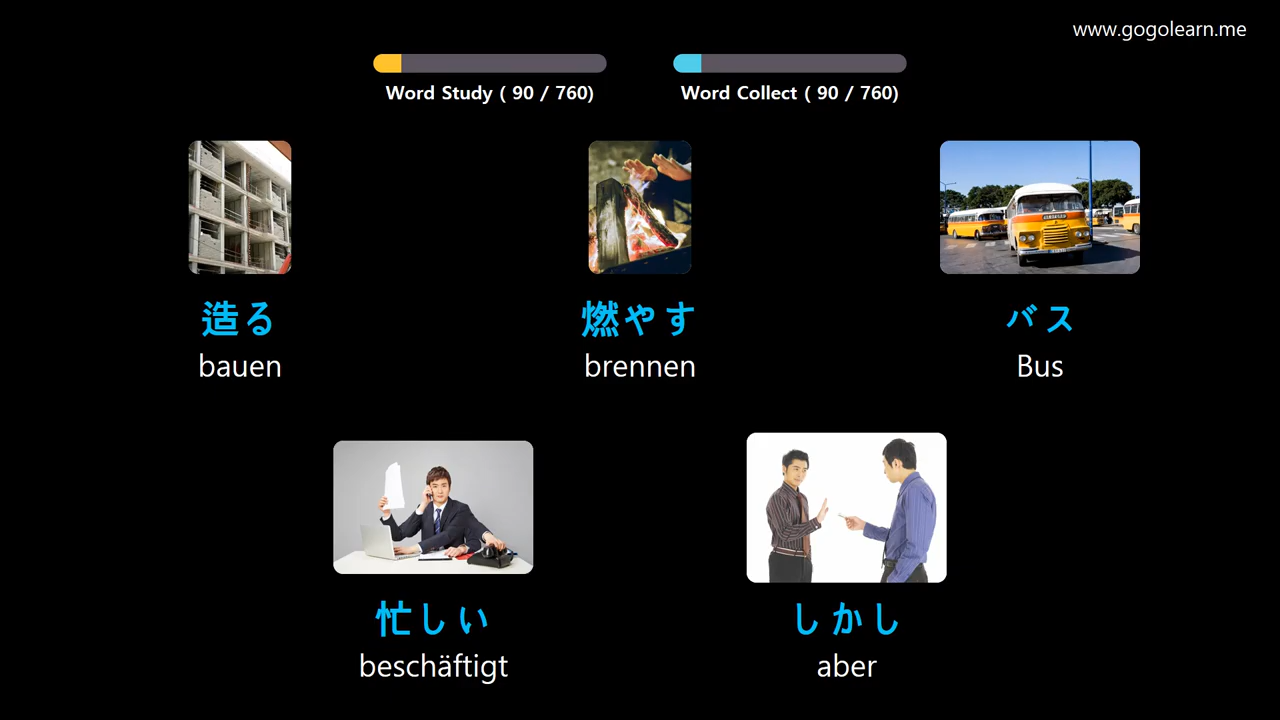 www.gogolearn.me
Word Study ( 90 / 760)
Word Collect ( 90 / 760)
造る
bauen
燃やす
brennen
バス
Bus
忙しい
beschäftigt
しかし
aber